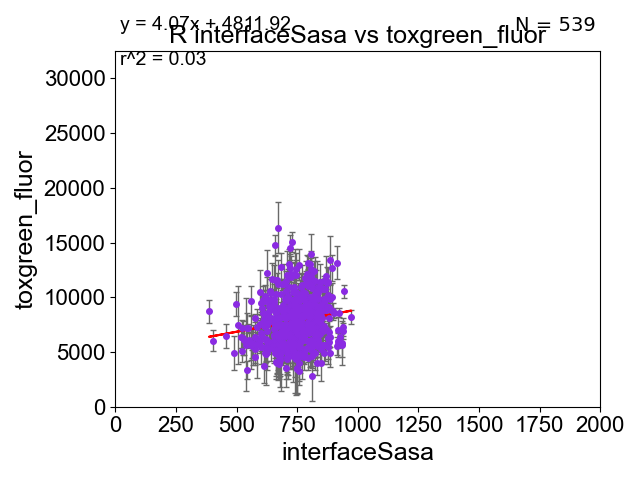 y = 4.07x + 4811.92
N = 539
R interfaceSasa vs toxgreen_fluor
r^2 = 0.03
30000
25000
20000
15000
10000
5000
0
toxgreen_fluor
0 250 500 750 1000 1250 1500 1750 2000
interfaceSasa